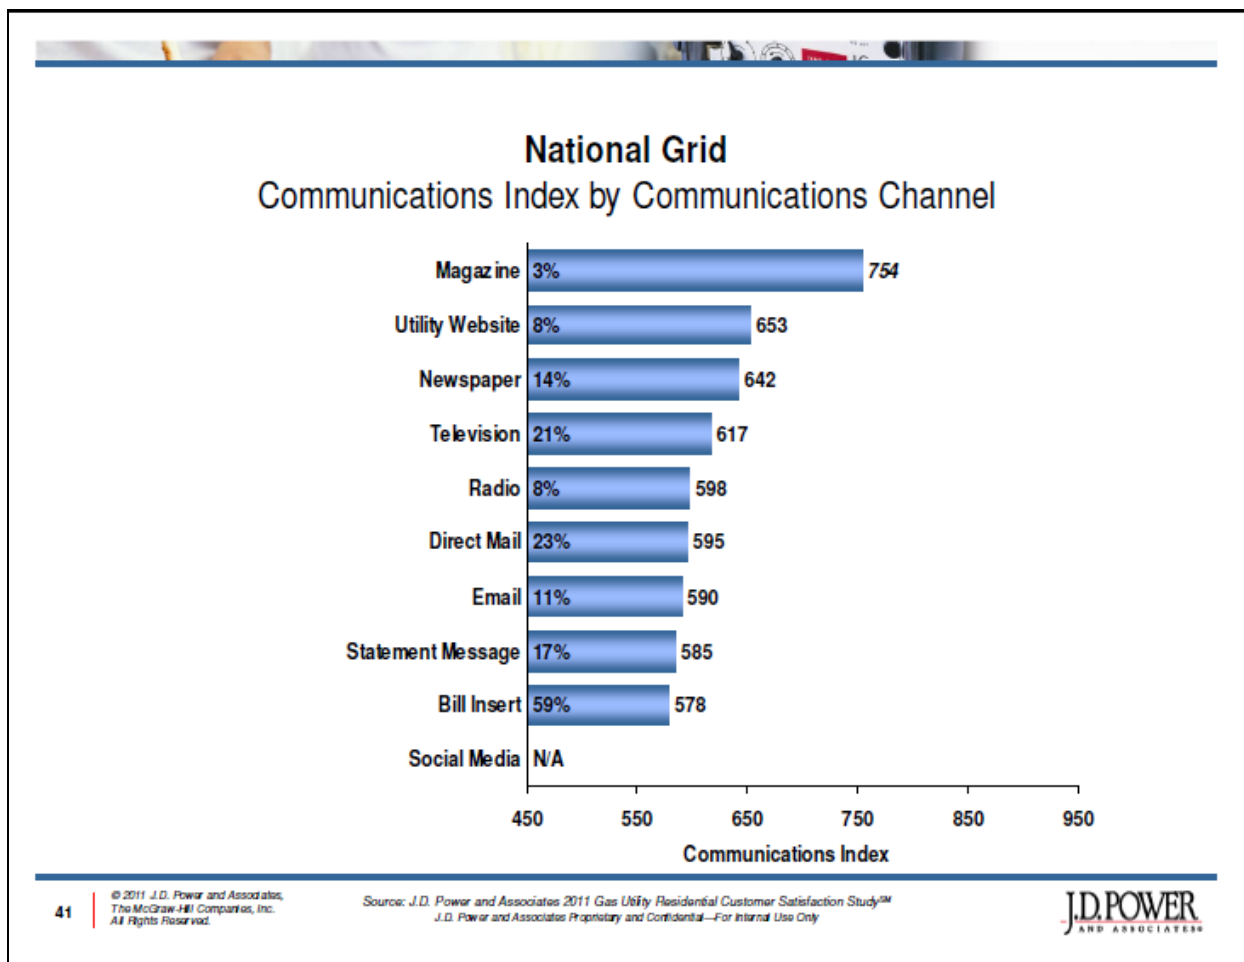 National Grid
Communications Index by Communications Channel
Magazine 3% 754
Utility Website 8% 653
Newspaper 14% 642
Television 21% 617
Radio 8% 598
Direct Mail 23% 595
Email 11% 590
Statement Message 17% 585
Bill Insert 59% 578
Social Media N/A
450 550 650 750 850 950
Communications Index
41
© 2011 J.D. Power and Associates,
The McGraw-Hill Companies, Inc.
All Rights Reserved.
Source: J.D. Power and Associates 2011 Gas Utility Residential Customer Satisfaction Study℠
J.D. Power and Associates Proprietary and Confidential—For Internal Use Only
J.D. POWER
AND ASSOCIATES®